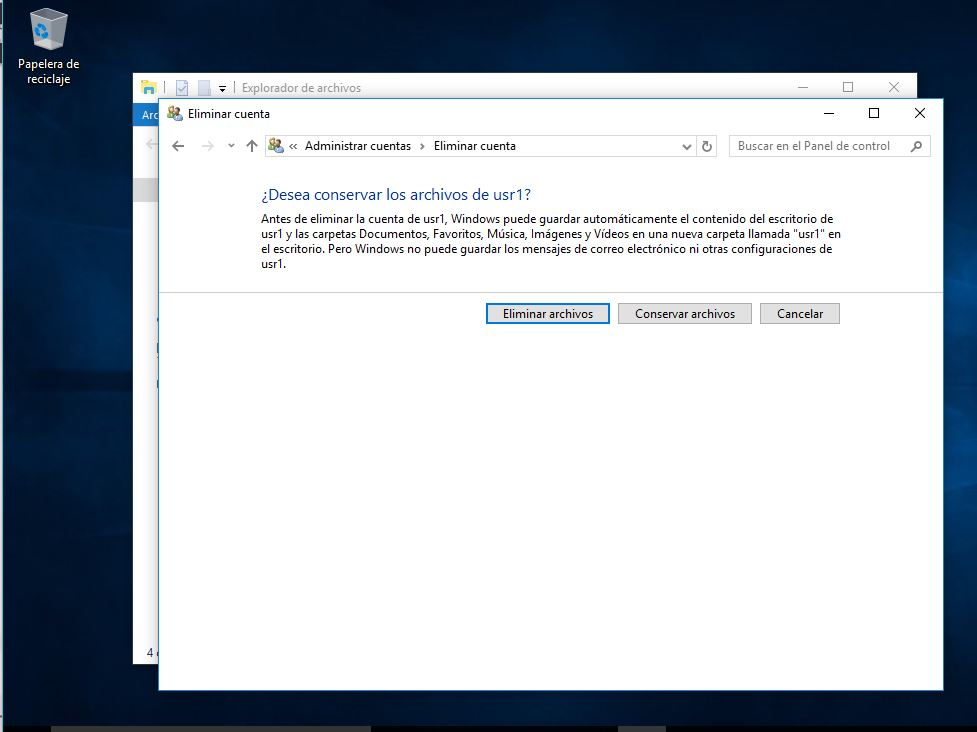 Papelera de
reciclaje
Explorador de archivos
Eliminar cuenta
« Administrar cuentas › Eliminar cuenta
Buscar en el Panel de control
¿Desea conservar los archivos de usr1?
Antes de eliminar la cuenta de usr1, Windows puede guardar automáticamente el contenido del escritorio de
usr1 y las carpetas Documentos, Favoritos, Música, Imágenes y Vídeos en una nueva carpeta llamada "usr1" en
el escritorio. Pero Windows no puede guardar los mensajes de correo electrónico ni otras configuraciones de
usr1.
Eliminar archivos
Conservar archivos
Cancelar
4